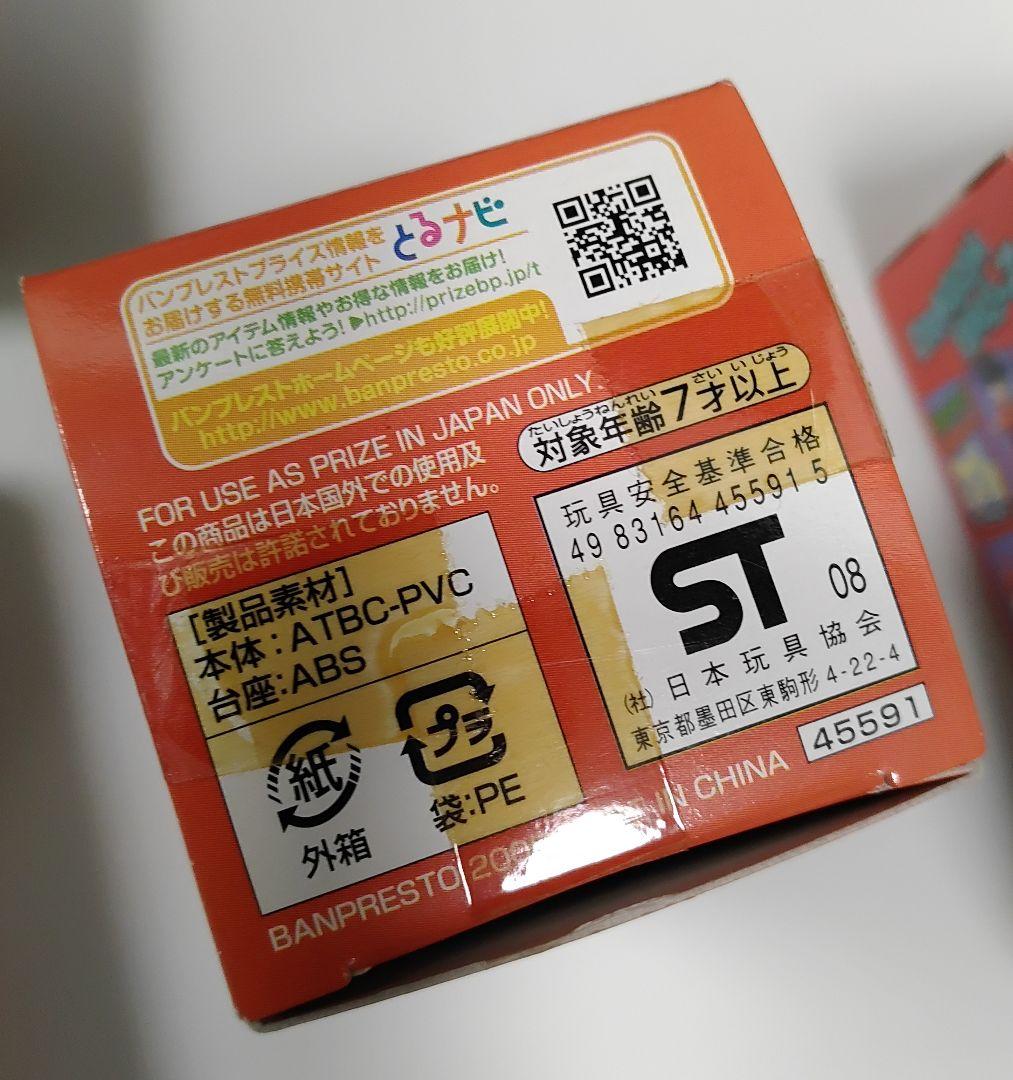 バンプレストプライズ情報を
お届けする無料携帯サイト
とるナビ
最新のアイテム情報やお得な情報をお届け!
アンケートに答えよう! ▶http://prizebp.jp/t
バンプレストホームページも好評展開中!
http://www.banpresto.co.jp
FOR USE AS PRIZE IN JAPAN ONLY.
この商品は日本国外での使用及
び販売は許諾されておりません。
たいしょうねんれい さい いじょう
対象年齢7才以上
玩具安全基準合格
49 83164 45591 5
ST
08
(社)日本玩具協会
東京都墨田区東駒形4-22-4
45591
[製品素材]
本体:ATBC-PVC
台座:ABS
紙
外箱
プラ
袋:PE
BANPRESTO
IN CHINA